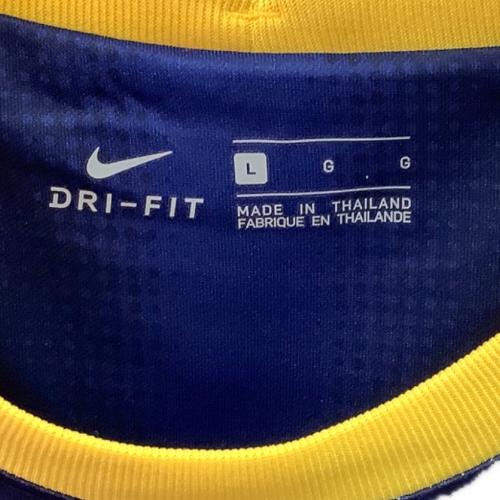 DRI-FIT
L G G
MADE IN THAILAND
FABRIQUE EN THAILANDE